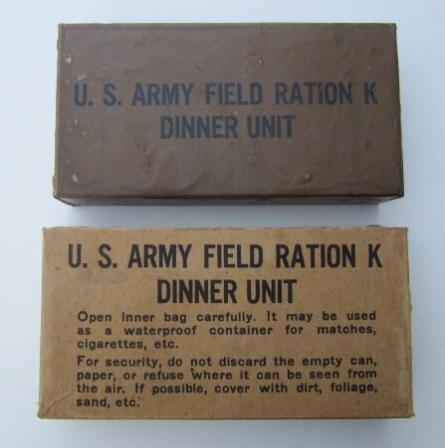 U. S. ARMY FIELD RATION K
DINNER UNIT
U. S. ARMY FIELD RATION K
DINNER UNIT
Open inner bag carefully. It may be used
as a waterproof container for matches,
cigarettes, etc.
For security, do not discard the empty can,
paper, or refuse where it can be seen from
the air. If possible, cover with dirt, foliage,
sand, etc.